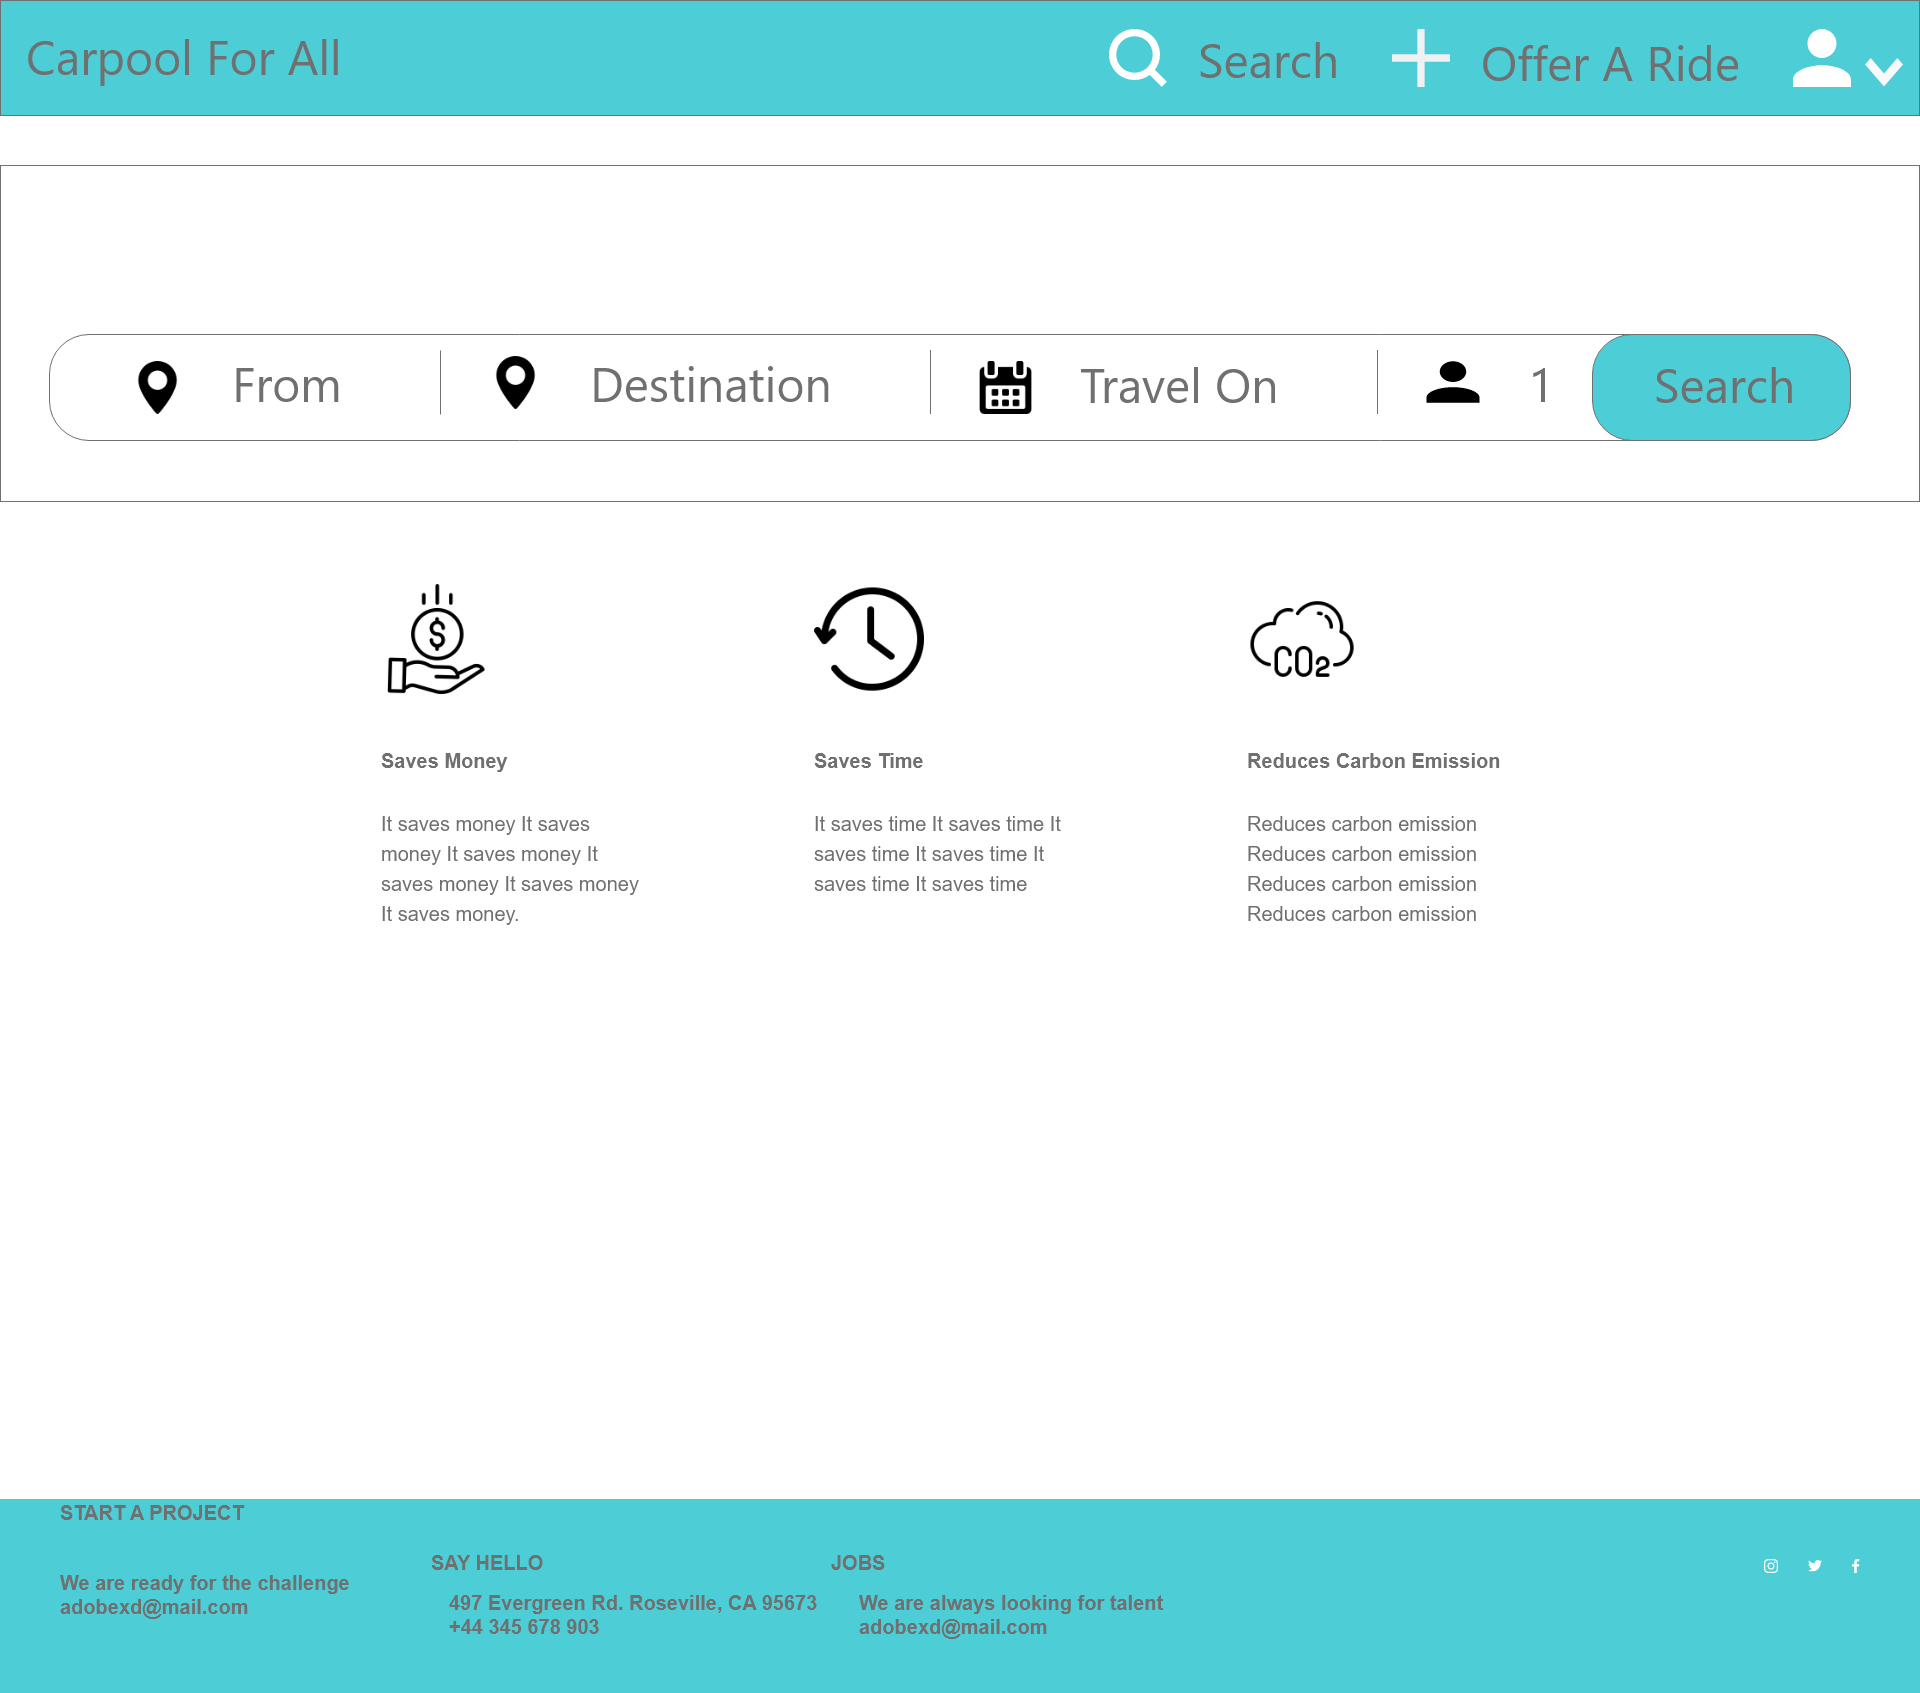 Carpool For All
Search
Offer A Ride
From
Destination
Travel On
1
Search
$
CO2
Saves Money
It saves money It saves
money It saves money It
saves money It saves money
It saves money.
Saves Time
It saves time It saves time It
saves time It saves time It
saves time It saves time
Reduces Carbon Emission
Reduces carbon emission
Reduces carbon emission
Reduces carbon emission
Reduces carbon emission
START A PROJECT
We are ready for the challenge
adobexd@mail.com
SAY HELLO
497 Evergreen Rd. Roseville, CA 95673
+44 345 678 903
JOBS
We are always looking for talent
adobexd@mail.com